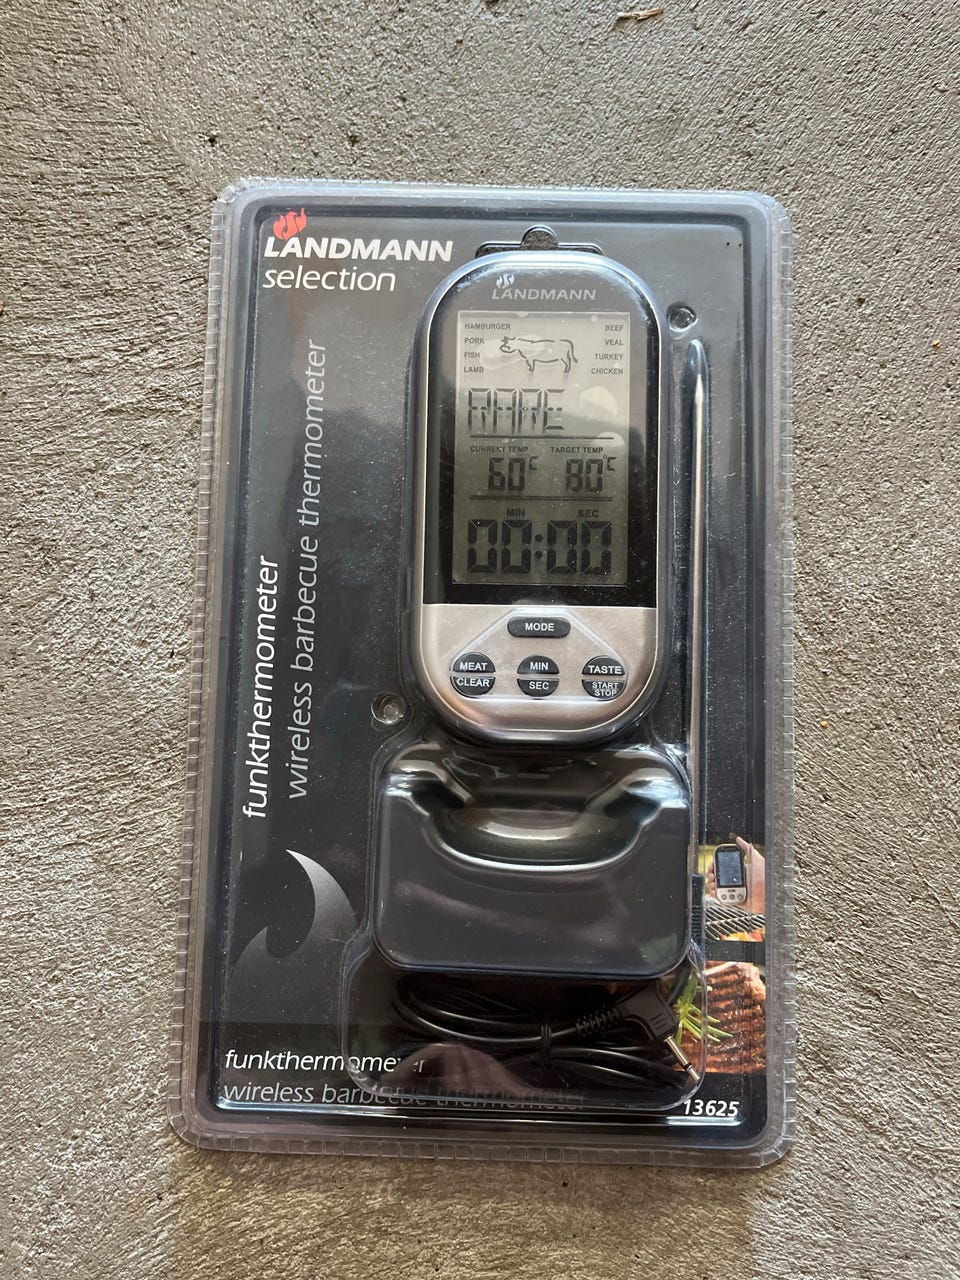 LANDMANN
selection
funkthermometer
wireless barbecue thermometer
LANDMANN
HAMBURGER BEEF
PORK VEAL
FISH TURKEY
LAMB CHICKEN
RARE
CURRENT TEMP TARGET TEMP
60°C 80°C
MIN SEC
00:00
MODE
MEAT MIN TASTE
CLEAR SEC START
STOP
funkthermometer
wireless barbecue thermometer
13625